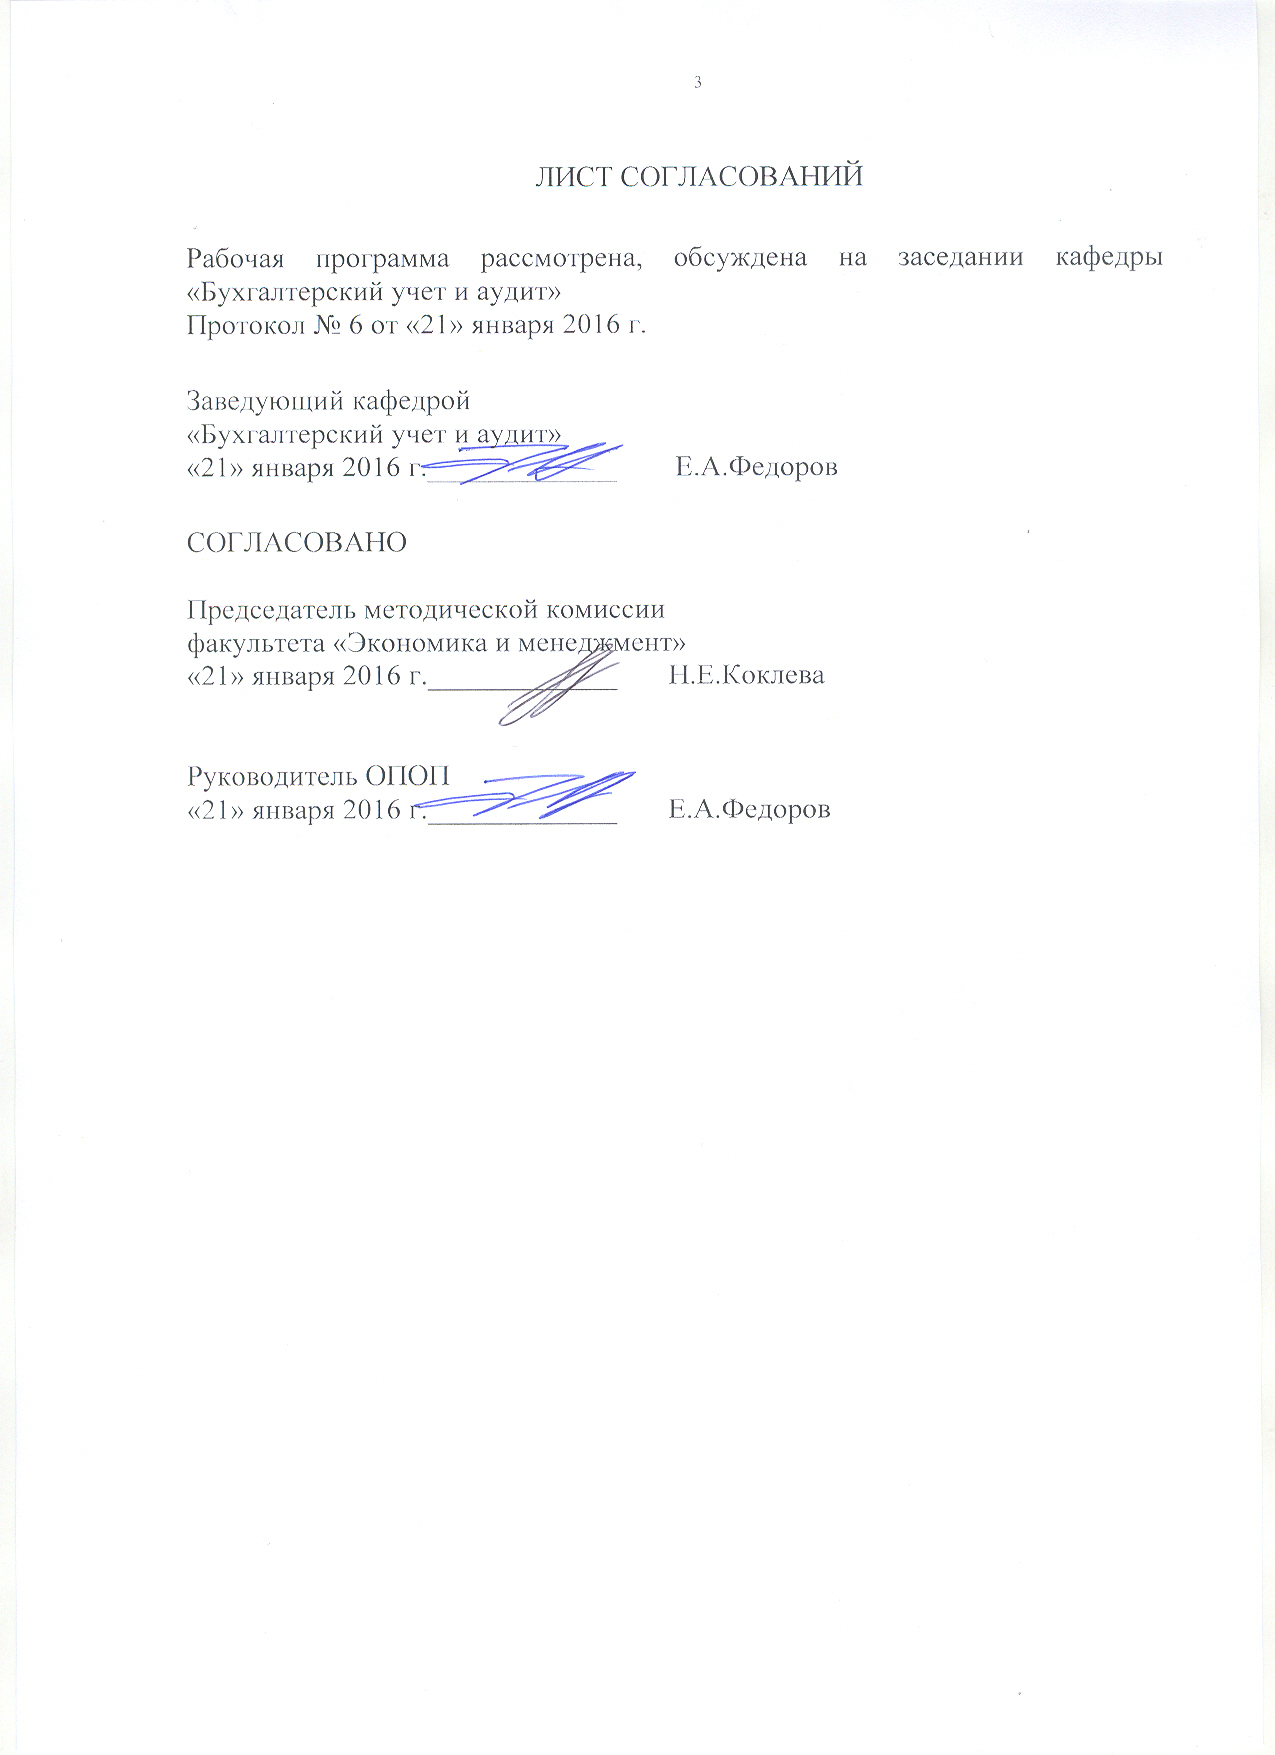 3
ЛИСТ СОГЛАСОВАНИЙ
Рабочая программа рассмотрена, обсуждена на заседании кафедры
«Бухгалтерский учет и аудит»
Протокол № 6 от «21» января 2016 г.
Заведующий кафедрой
«Бухгалтерский учет и аудит»
«21» января 2016 г.______________ Е.А.Федоров
СОГЛАСОВАНО
Председатель методической комиссии
факультета «Экономика и менеджмент»
«21» января 2016 г.______________ Н.Е.Коклева
Руководитель ОПОП
«21» января 2016 г.______________ Е.А.Федоров